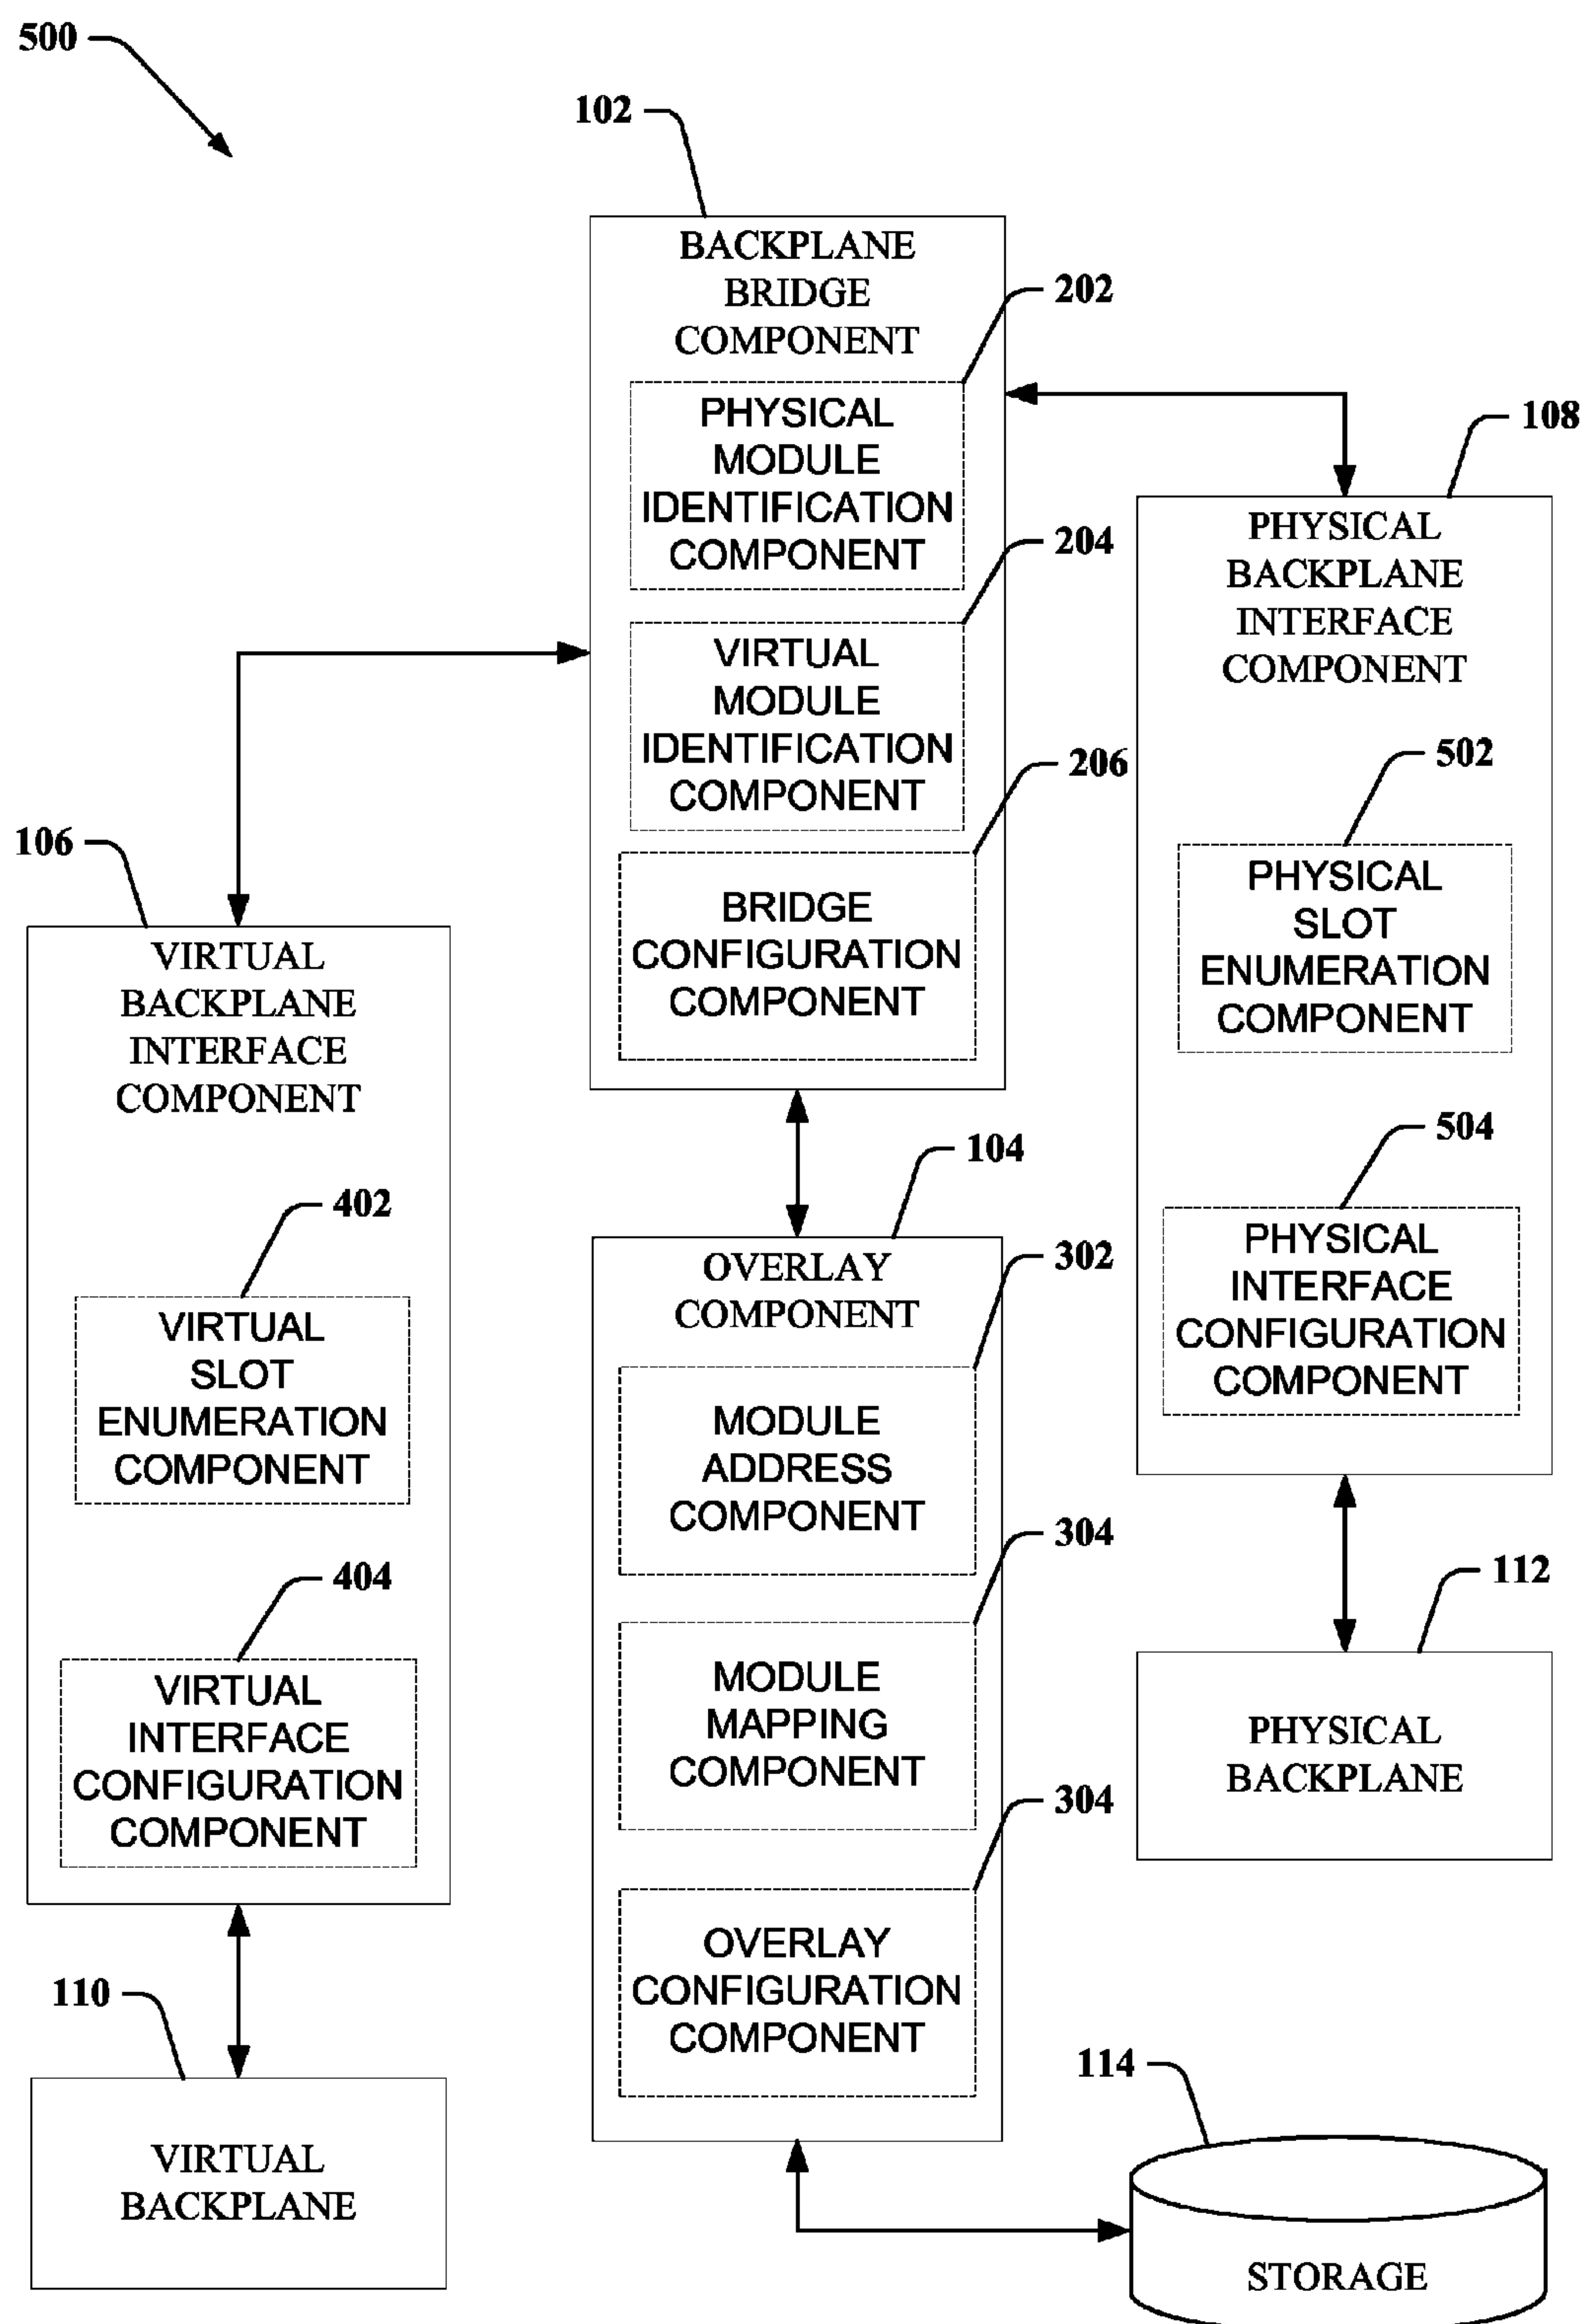 500
102
BACKPLANE
BRIDGE
COMPONENT
202
PHYSICAL
MODULE
IDENTIFICATION
COMPONENT
204
VIRTUAL
MODULE
IDENTIFICATION
COMPONENT
206
BRIDGE
CONFIGURATION
COMPONENT
108
PHYSICAL
BACKPLANE
INTERFACE
COMPONENT
502
PHYSICAL
SLOT
ENUMERATION
COMPONENT
504
PHYSICAL
INTERFACE
CONFIGURATION
COMPONENT
106
VIRTUAL
BACKPLANE
INTERFACE
COMPONENT
402
VIRTUAL
SLOT
ENUMERATION
COMPONENT
404
VIRTUAL
INTERFACE
CONFIGURATION
COMPONENT
104
OVERLAY
COMPONENT
302
MODULE
ADDRESS
COMPONENT
304
MODULE
MAPPING
COMPONENT
304
OVERLAY
CONFIGURATION
COMPONENT
112
PHYSICAL
BACKPLANE
110
VIRTUAL
BACKPLANE
114
STORAGE